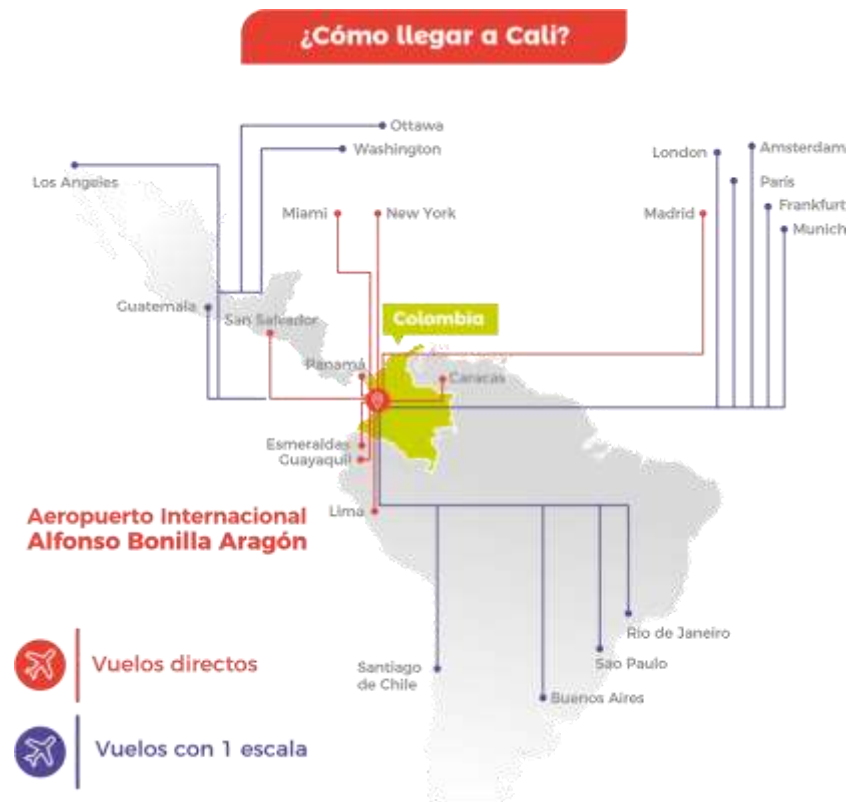 ¿Cómo llegar a Cali?
Ottawa
Washington
Los Angeles
London
Amsterdam
París
Frankfurt
Munich
Miami
New York
Madrid
Guatemala
San Salvador
Colombia
Panamá
Caracas
Esmeraldas
Guayaquil
Lima
Aeropuerto Internacional
Alfonso Bonilla Aragón
Rio de Janeiro
Sao Paulo
Santiago
de Chile
Buenos Aires
Vuelos directos
Vuelos con 1 escala